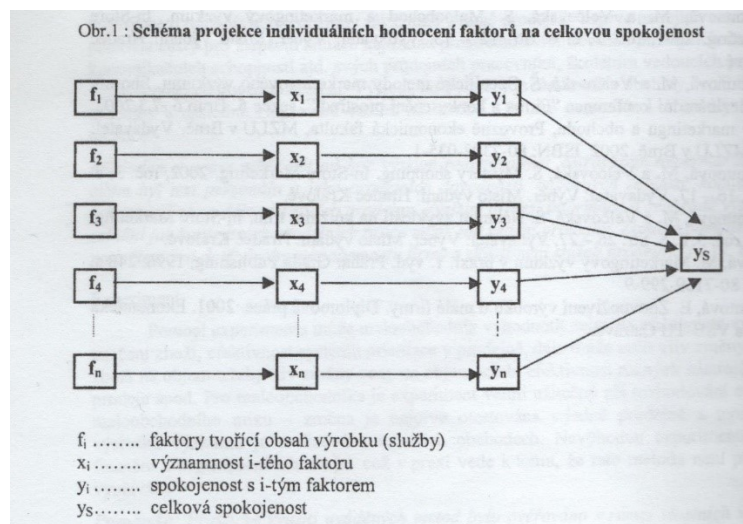 Obr.1 : Schéma projekce individuálních hodnocení faktorů na celkovou spokojenost
f₁ x₁ y₁
f₂ x₂ y₂
f₃ x₃ y₃
yₛ
f₄ x₄ y₄
fₙ xₙ yₙ
fᵢ ........ faktory tvořící obsah výrobku (služby)
xᵢ ........ významnost i-tého faktoru
yᵢ ........ spokojenost s i-tým faktorem
yₛ........ celková spokojenost